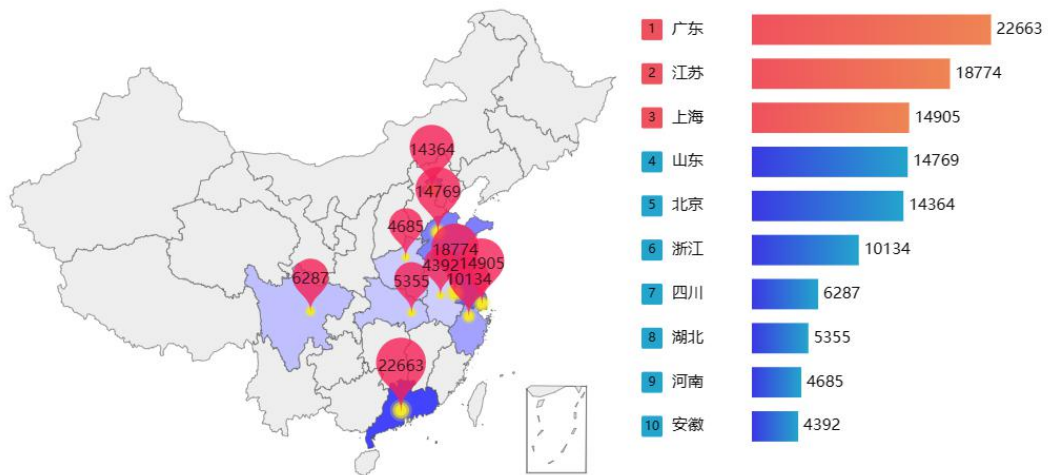 14364
14769
4685
18774
4392
14905
6287
5355
10134
22663
1 广东 22663
2 江苏 18774
3 上海 14905
4 山东 14769
5 北京 14364
6 浙江 10134
7 四川 6287
8 湖北 5355
9 河南 4685
10 安徽 4392